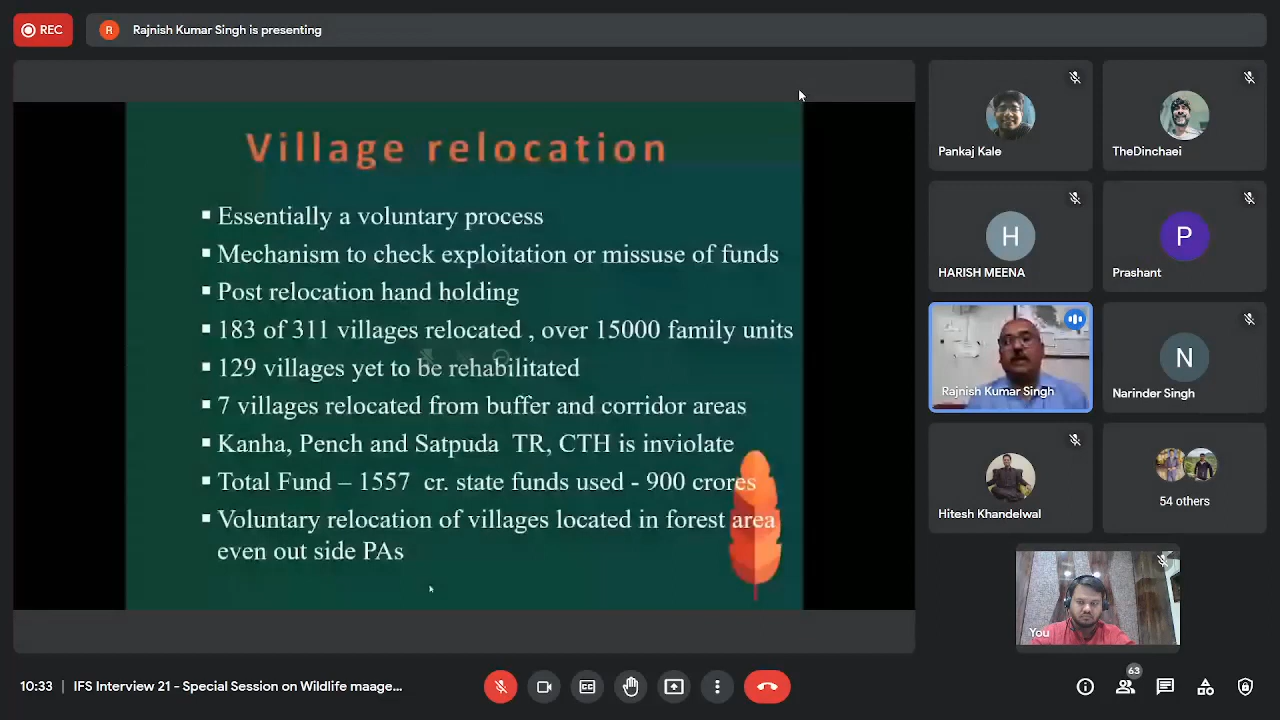 REC
R
Rajnish Kumar Singh is presenting
Village relocation
▪ Essentially a voluntary process
▪ Mechanism to check exploitation or missuse of funds
▪ Post relocation hand holding
▪ 183 of 311 villages relocated , over 15000 family units
▪ 129 villages yet to be rehabilitated
▪ 7 villages relocated from buffer and corridor areas
▪ Kanha, Pench and Satpuda TR, CTH is inviolate
▪ Total Fund – 1557 cr. state funds used - 900 crores
▪ Voluntary relocation of villages located in forest area
even out side PAs
Pankaj Kale
TheDinchaei
H
HARISH MEENA
P
Prashant
Rajnish Kumar Singh
N
Narinder Singh
Hitesh Khandelwal
54 others
You
10:33 | IFS Interview 21 - Special Session on Wildlife maage...
63